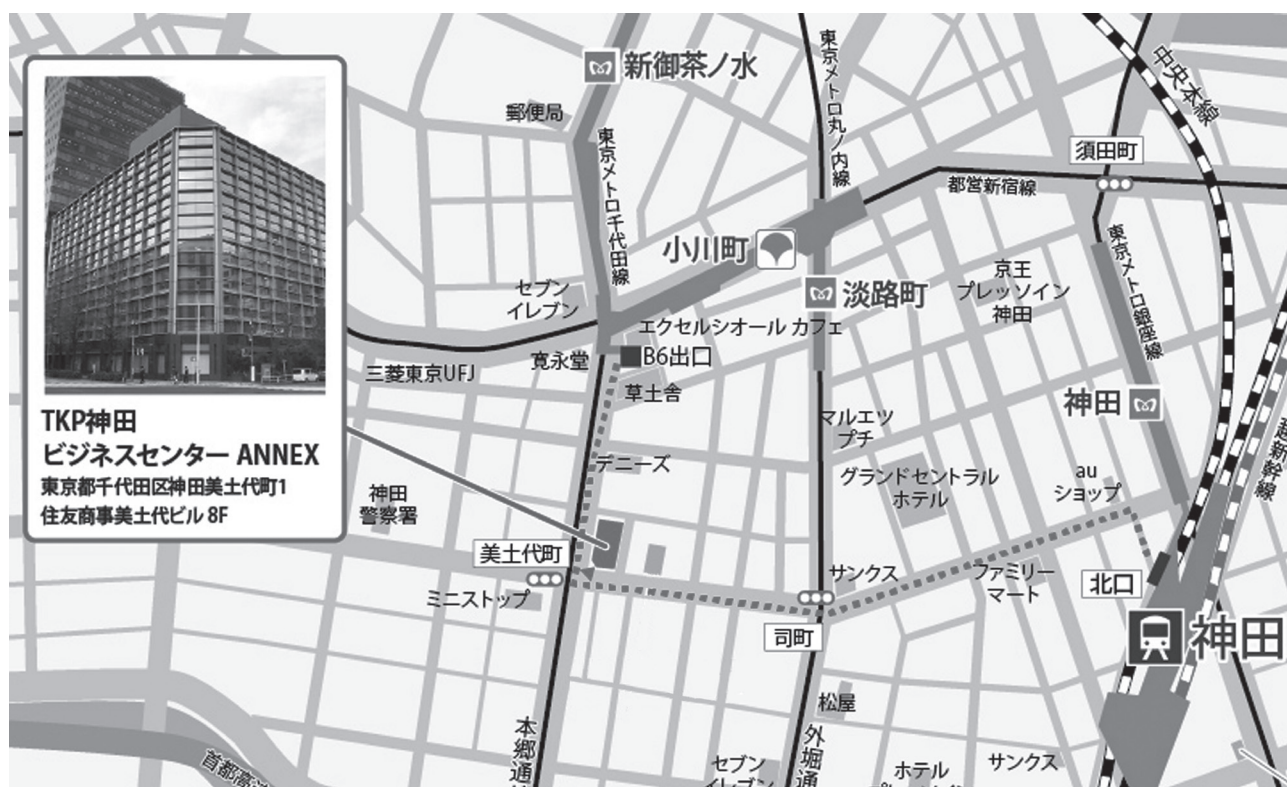 TKP神田
ビジネスセンター ANNEX
東京都千代田区神田美土代町1
住友商事美土代ビル 8F
新御茶ノ水
郵便局
東京メトロ千代田線
東京メトロ丸ノ内線
中央本線
須田町
都営新宿線
小川町
淡路町
セブン
イレブン
エクセルシオール カフェ
京王
プレッソイン
神田
東京メトロ銀座線
三菱東京UFJ
寛永堂
B6出口
草土舎
神田
マルエツ
プチ
デニーズ
グランドセントラル
ホテル
au
ショップ
新幹線
神田
警察署
美土代町
ミニストップ
サンクス
ファミリー
マート
北口
神田
司町
松屋
本郷通
外堀通
首都高
セブン
イレブン
ホテル
サンクス